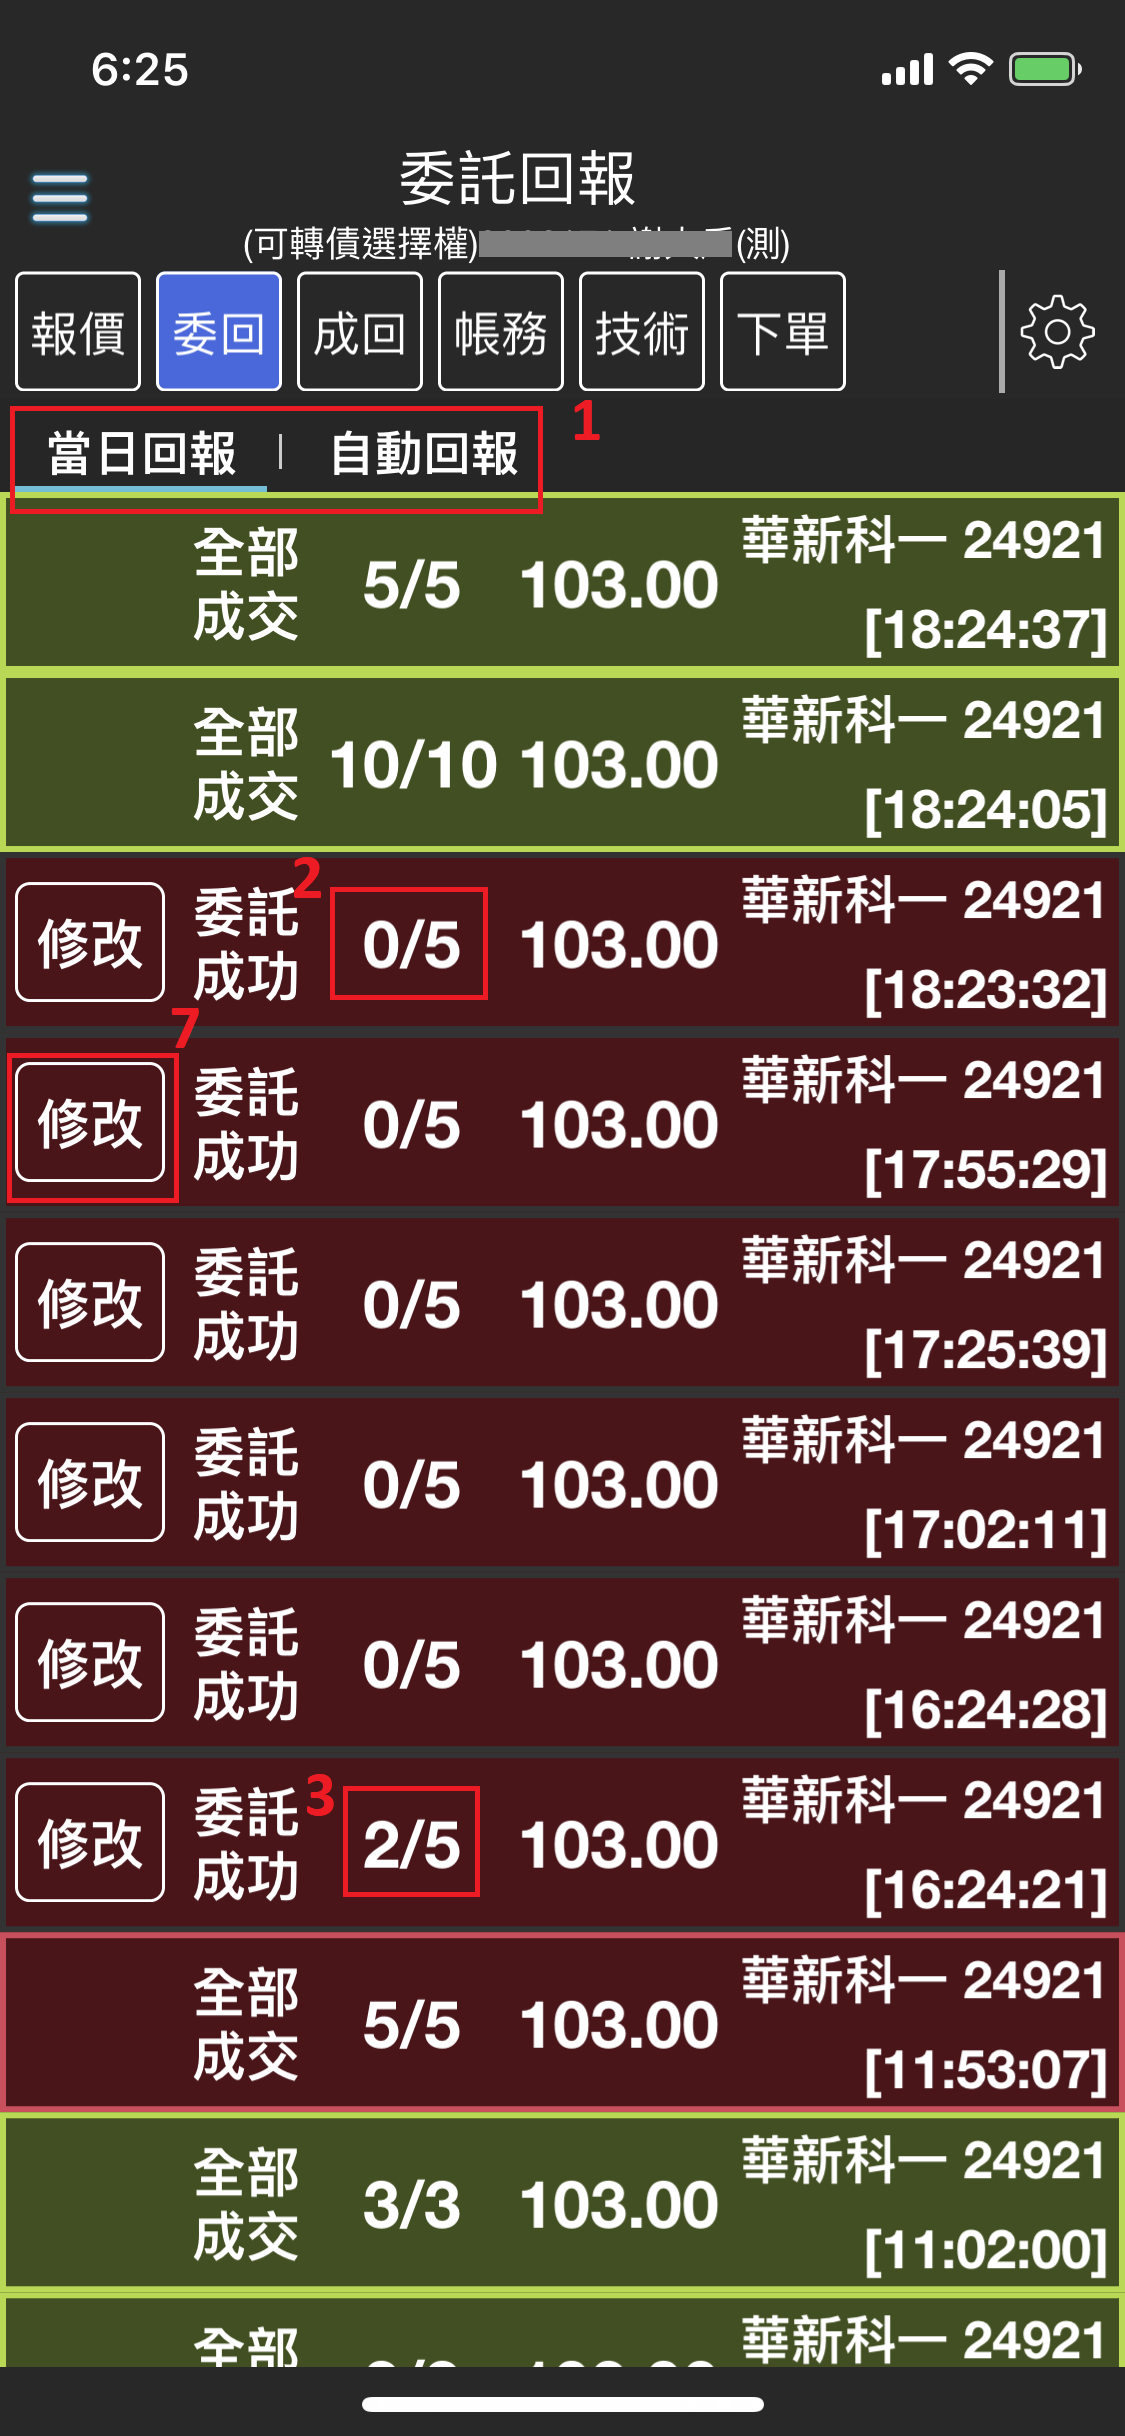 6:25
委託回報
(可轉債選擇權) (測)
報價 委回 成回 帳務 技術 下單
當日回報 | 自動回報 1
全部成交 5/5 103.00 華新科一 24921 [18:24:37]
全部成交 10/10 103.00 華新科一 24921 [18:24:05]
2
修改 委託成功 0/5 103.00 華新科一 24921 [18:23:32]
7
修改 委託成功 0/5 103.00 華新科一 24921 [17:55:29]
修改 委託成功 0/5 103.00 華新科一 24921 [17:25:39]
修改 委託成功 0/5 103.00 華新科一 24921 [17:02:11]
修改 委託成功 0/5 103.00 華新科一 24921 [16:24:28]
3
修改 委託成功 2/5 103.00 華新科一 24921 [16:24:21]
全部成交 5/5 103.00 華新科一 24921 [11:53:07]
全部成交 3/3 103.00 華新科一 24921 [11:02:00]
全部 華新科一 24921